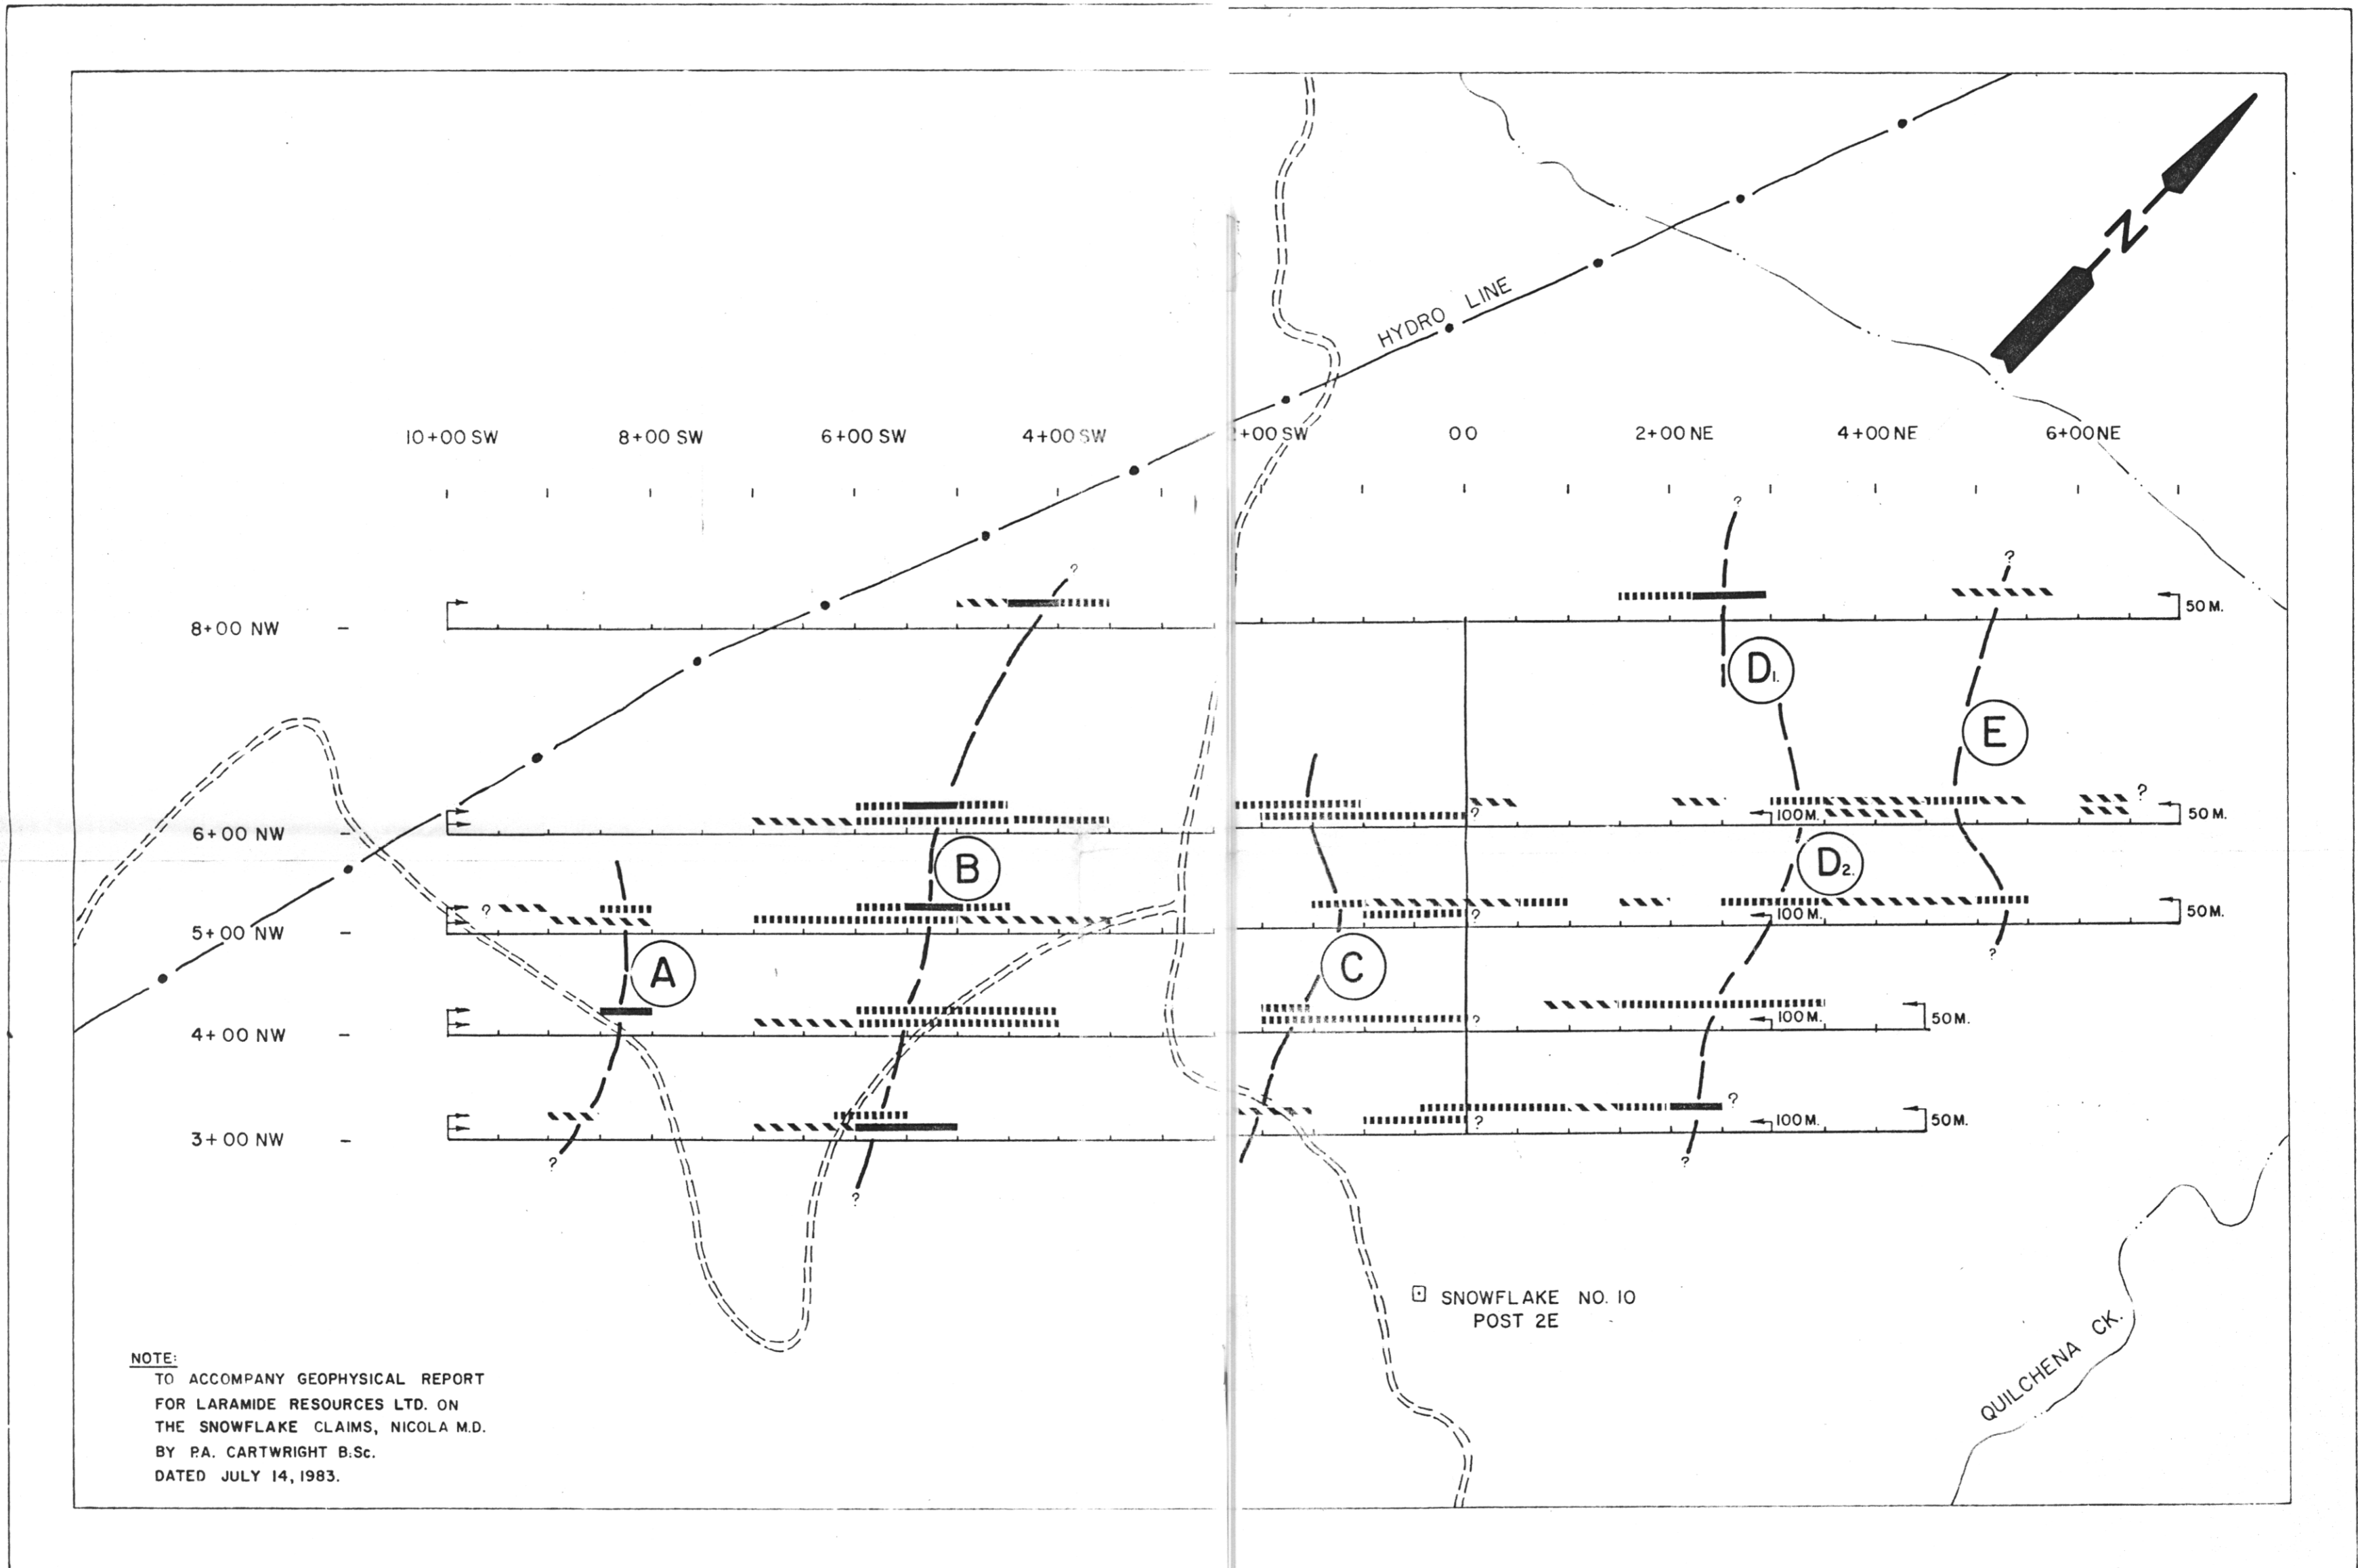 N
HYDRO LINE
10+00 SW 8+00 SW 6+00 SW 4+00 SW 2+00 SW 00 2+00 NE 4+00 NE 6+00 NE
?
?
?
8+00 NW 50 M.
D1.
E
?
? 100 M. 50 M.
6+00 NW
B D2.
? ? 100 M. 50 M.
5+00 NW
?
A C
? 100 M. 50 M.
4+00 NW
?
? 100 M. 50 M.
3+00 NW
? ? ?
SNOWFLAKE NO. 10
POST 2E
QUILCHENA CK.
NOTE:
TO ACCOMPANY GEOPHYSICAL REPORT
FOR LARAMIDE RESOURCES LTD. ON
THE SNOWFLAKE CLAIMS, NICOLA M.D.
BY P.A. CARTWRIGHT B.Sc.
DATED JULY 14, 1983.